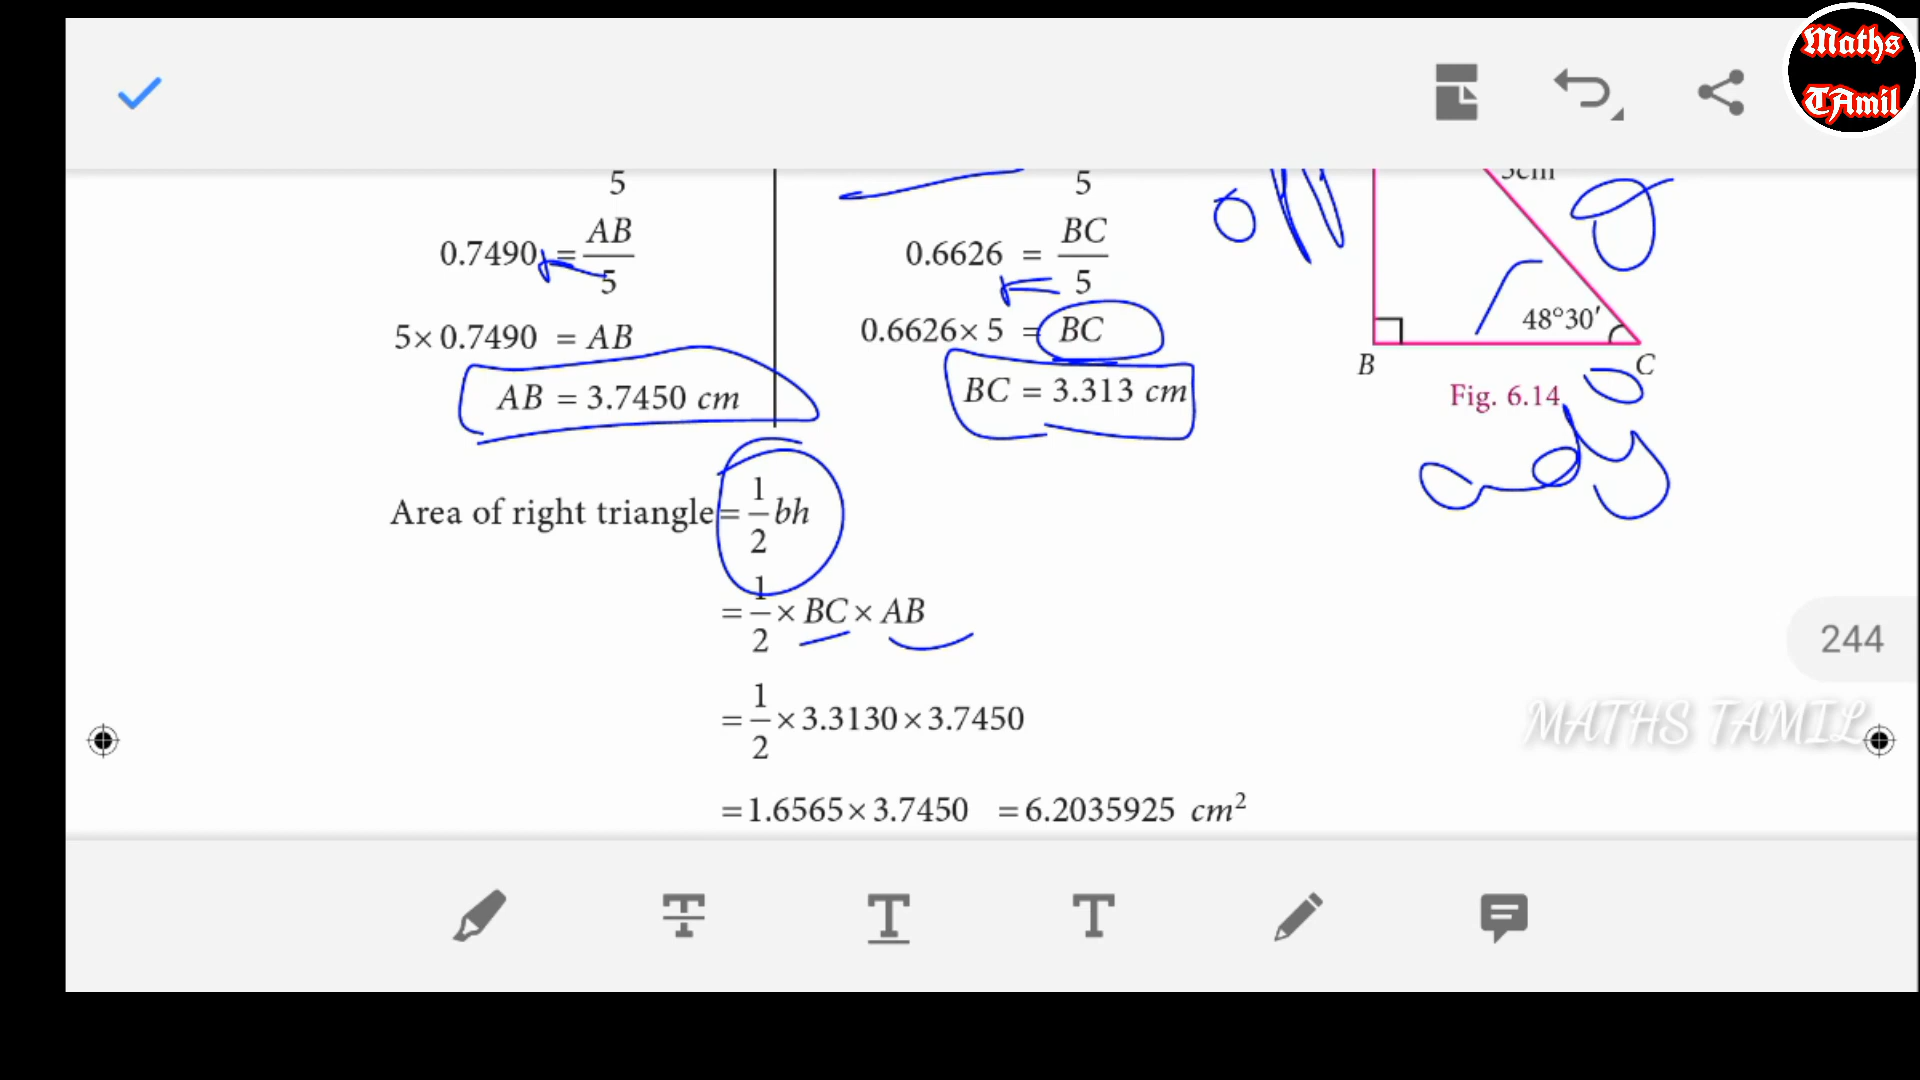 Maths
TAmil
5
5
5cm
0.7490 = AB/5
0.6626 = BC/5
5 × 0.7490 = AB
0.6626 × 5 = BC
48°30′
B
C
AB = 3.7450 cm
BC = 3.313 cm
Fig. 6.14
opp
adj
Area of right triangle = 1/2 bh
= 1/2 × BC × AB
244
= 1/2 × 3.3130 × 3.7450
MATHS TAMIL
= 1.6565 × 3.7450 = 6.2035925 cm²